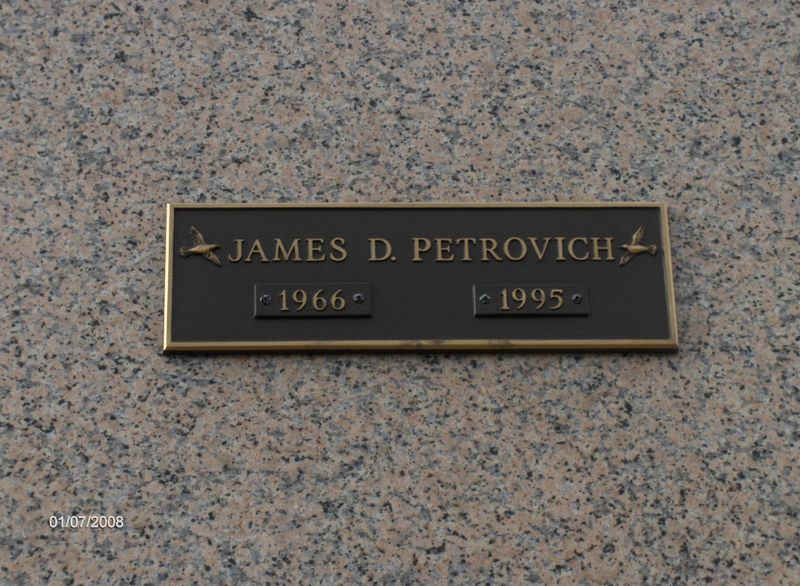 JAMES D. PETROVICH
1966 1995
01/07/2008